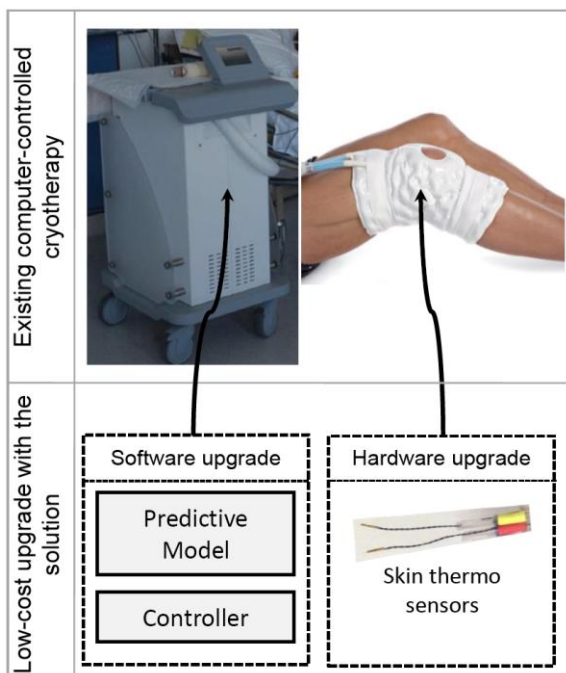 Existing computer-controlled
cryotherapy
Low-cost upgrade with the
solution
Software upgrade
Predictive
Model
Controller
Hardware upgrade
Skin thermo
sensors